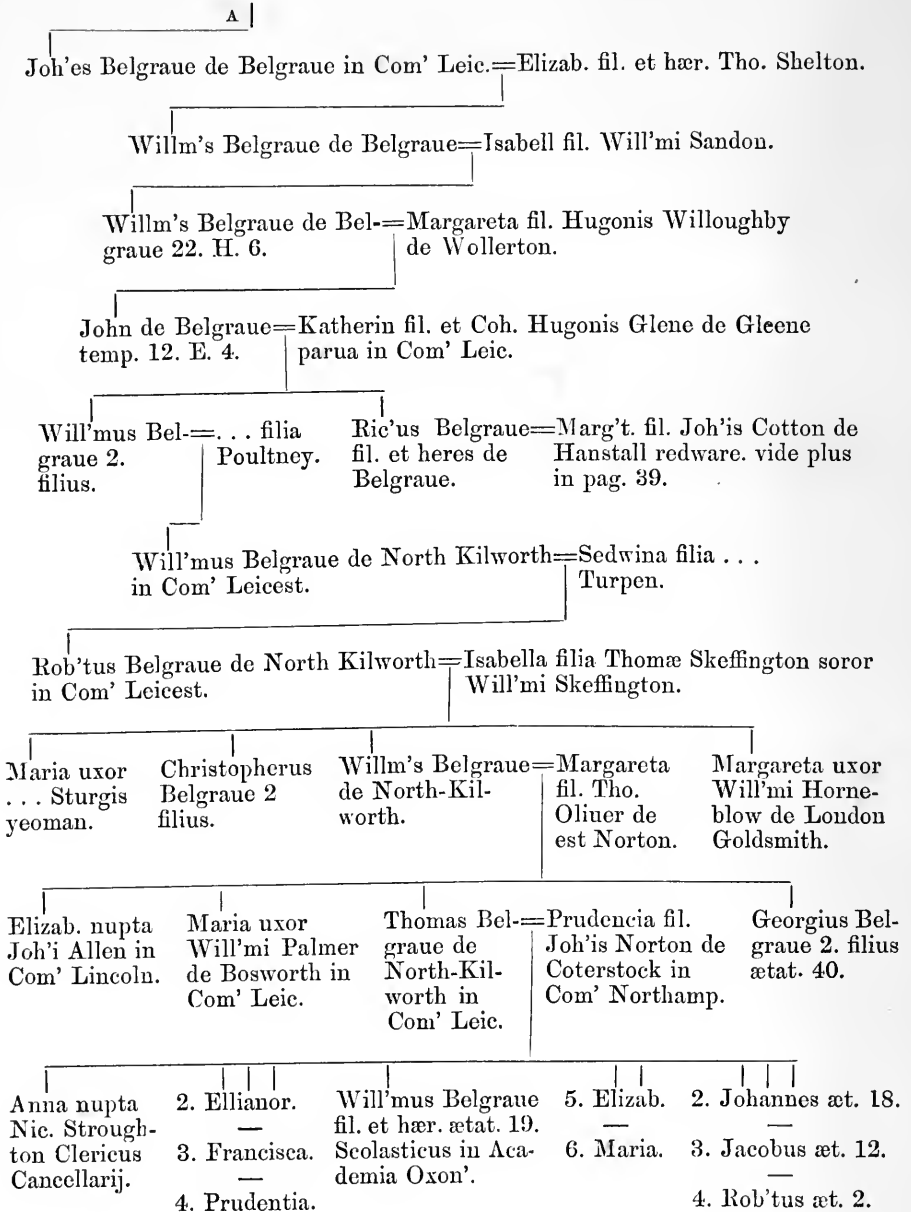 A
Joh'es Belgraue de Belgraue in Com' Leic.=Elizab. fil. et hær. Tho. Shelton.
Willm's Belgraue de Belgraue=Isabell fil. Will'mi Sandon.
Willm's Belgraue de Bel-=Margareta fil. Hugonis Willoughby
graue 22. H. 6.
de Wollerton.
John de Belgraue=Katherin fil. et Coh. Hugonis Glene de Gleene
temp. 12. E. 4.
parua in Com' Leic.
Will'mus Bel-=. . . filia
graue 2.
Poultney.
filius.
Ric'us Belgraue=Marg't. fil. Joh'is Cotton de
fil. et heres de
Hanstall redware. vide plus
Belgraue.
in pag. 39.
Will'mus Belgraue de North Kilworth=Sedwina filia . . .
in Com' Leicest.
Turpen.
Rob'tus Belgraue de North Kilworth=Isabella filia Thomæ Skeffington soror
in Com' Leicest.
Will'mi Skeffington.
Maria uxor
. . . Sturgis
yeoman.
Christopherus
Belgraue 2
filius.
Willm's Belgraue=
de North-Kil-
worth.
Margareta
fil. Tho.
Oliuer de
est Norton.
Margareta uxor
Will'mi Horne-
blow de London
Goldsmith.
Elizab. nupta
Joh'i Allen in
Com' Lincoln.
Maria uxor
Will'mi Palmer
de Bosworth in
Com' Leic.
Thomas Bel-=
graue de
North-Kil-
worth in
Com' Leic.
Prudencia fil.
Joh'is Norton de
Coterstock in
Com' Northamp.
Georgius Bel-
graue 2. filius
ætat. 40.
Anna nupta
Nic. Strough-
ton Clericus
Cancellarij.
2. Ellianor.
3. Francisca.
4. Prudentia.
Will'mus Belgraue
fil. et hær. ætat. 19.
Scolasticus in Aca-
demia Oxon'.
5. Elizab.
6. Maria.
2. Johannes æt. 18.
3. Jacobus æt. 12.
4. Rob'tus æt. 2.